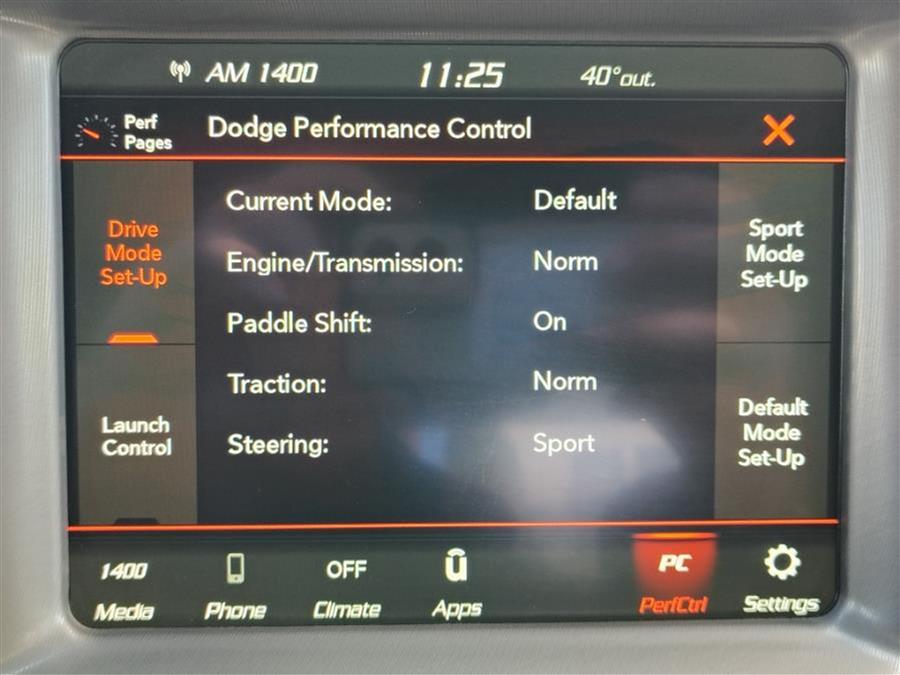 AM 1400 11:25 40°out.
Perf
Pages
Dodge Performance Control
Drive
Mode
Set-Up
Launch
Control
Current Mode: Default
Engine/Transmission: Norm
Paddle Shift: On
Traction: Norm
Steering: Sport
Sport
Mode
Set-Up
Default
Mode
Set-Up
1400
Media
Phone
OFF
Climate
Apps
PC
PerfCtrl
Settings